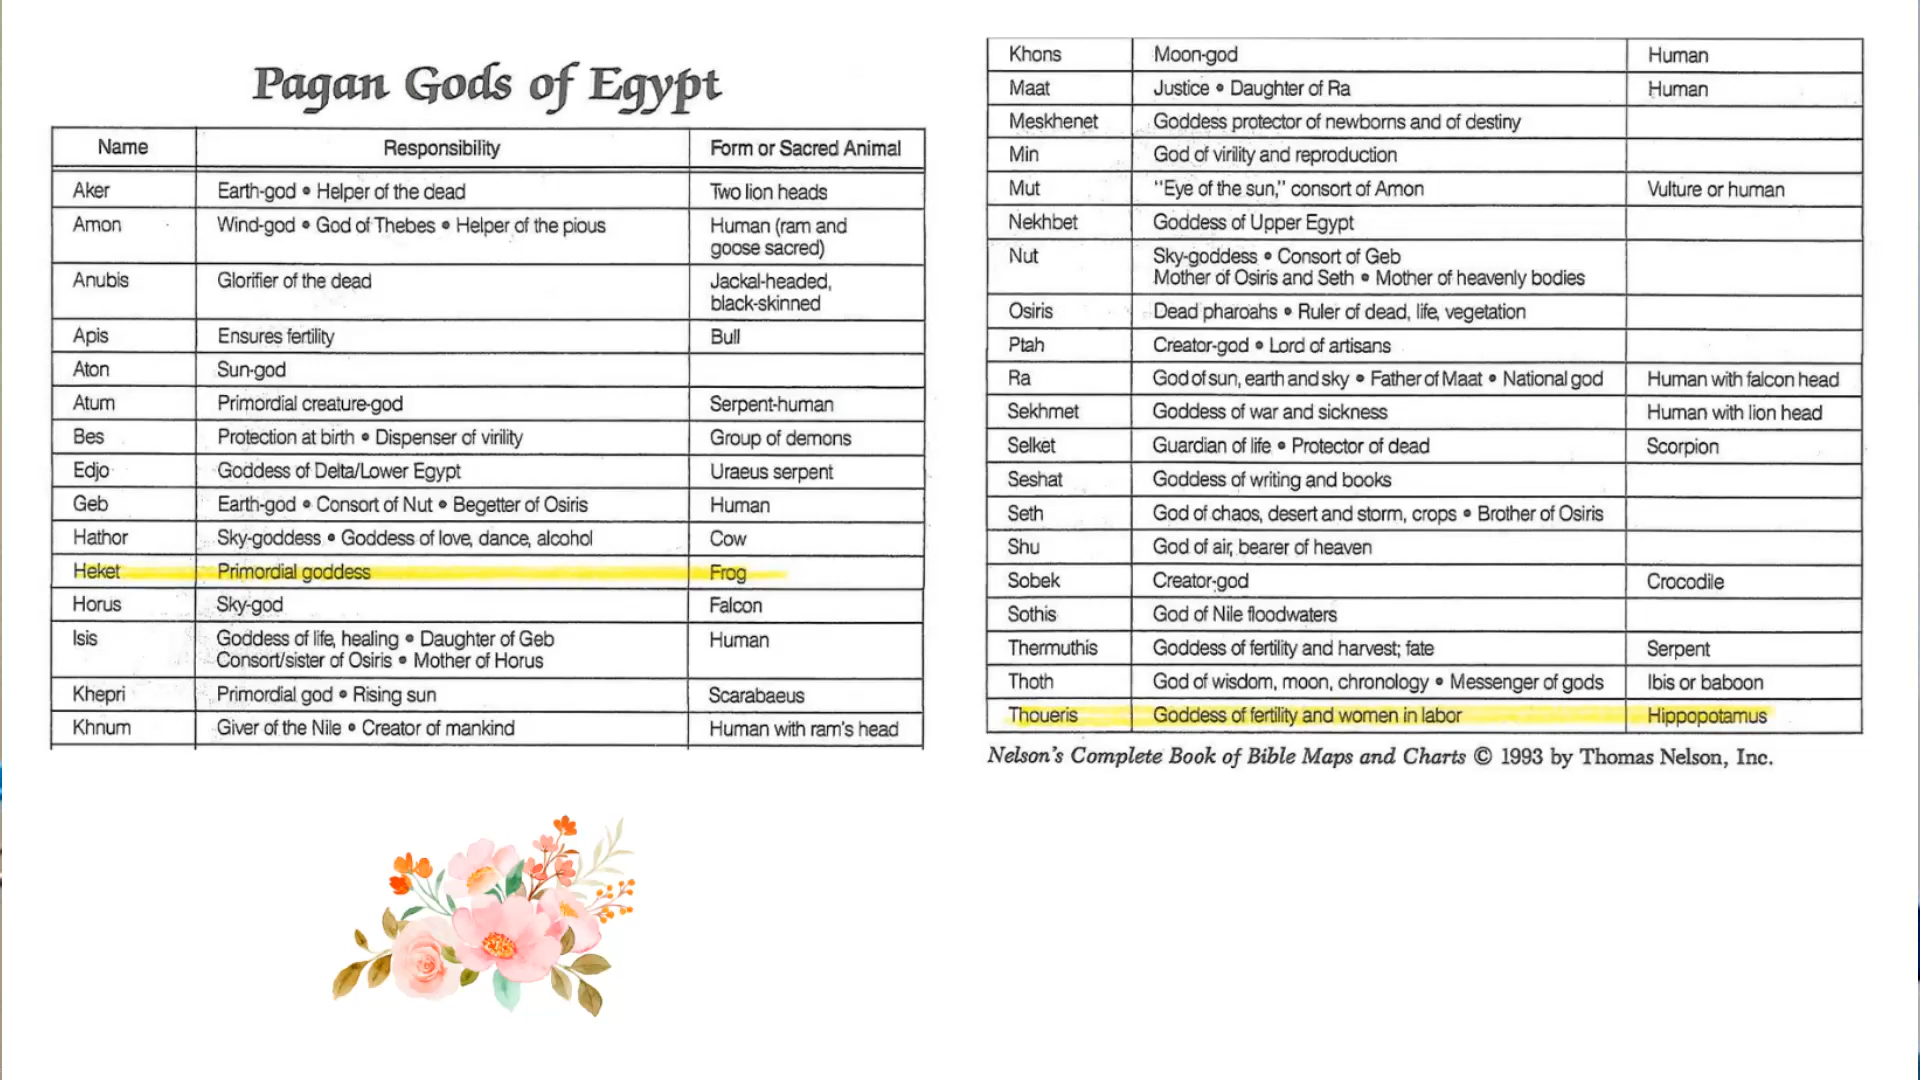 Pagan Gods of Egypt
Name Responsibility Form or Sacred Animal
Aker Earth-god • Helper of the dead Two lion heads
Amon Wind-god • God of Thebes • Helper of the pious Human (ram and
goose sacred)
Anubis Glorifier of the dead Jackal-headed,
black-skinned
Apis Ensures fertility Bull
Aton Sun-god
Atum Primordial creature-god Serpent-human
Bes Protection at birth • Dispenser of virility Group of demons
Edjo Goddess of Delta/Lower Egypt Uraeus serpent
Geb Earth-god • Consort of Nut • Begetter of Osiris Human
Hathor Sky-goddess • Goddess of love, dance, alcohol Cow
Heket Primordial goddess Frog
Horus Sky-god Falcon
Isis Goddess of life, healing • Daughter of Geb Human
Consort/sister of Osiris • Mother of Horus
Khepri Primordial god • Rising sun Scarabaeus
Khnum Giver of the Nile • Creator of mankind Human with ram's head
Khons Moon-god Human
Maat Justice • Daughter of Ra Human
Meskhenet Goddess protector of newborns and of destiny
Min God of virility and reproduction
Mut "Eye of the sun," consort of Amon Vulture or human
Nekhbet Goddess of Upper Egypt
Nut Sky-goddess • Consort of Geb
Mother of Osiris and Seth • Mother of heavenly bodies
Osiris Dead pharoahs • Ruler of dead, life, vegetation
Ptah Creator-god • Lord of artisans
Ra God of sun, earth and sky • Father of Maat • National god Human with falcon head
Sekhmet Goddess of war and sickness Human with lion head
Selket Guardian of life • Protector of dead Scorpion
Seshat Goddess of writing and books
Seth God of chaos, desert and storm, crops • Brother of Osiris
Shu God of air, bearer of heaven
Sobek Creator-god Crocodile
Sothis God of Nile floodwaters
Thermuthis Goddess of fertility and harvest; fate Serpent
Thoth God of wisdom, moon, chronology • Messenger of gods Ibis or baboon
Thoueris Goddess of fertility and women in labor Hippopotamus
Nelson's Complete Book of Bible Maps and Charts © 1993 by Thomas Nelson, Inc.